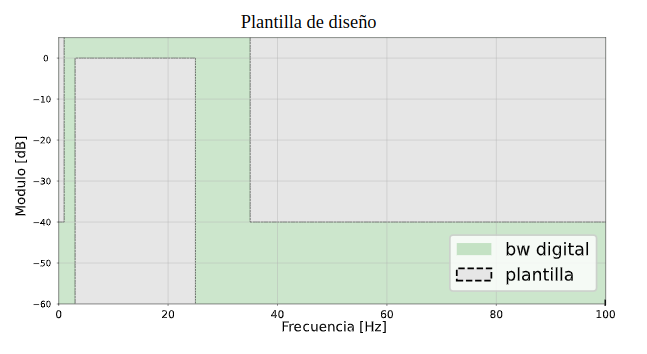 Plantilla de diseño
Modulo [dB]
0
−10
−20
−30
−40
−50
−60
0
20
40
60
80
100
Frecuencia [Hz]
bw digital
plantilla